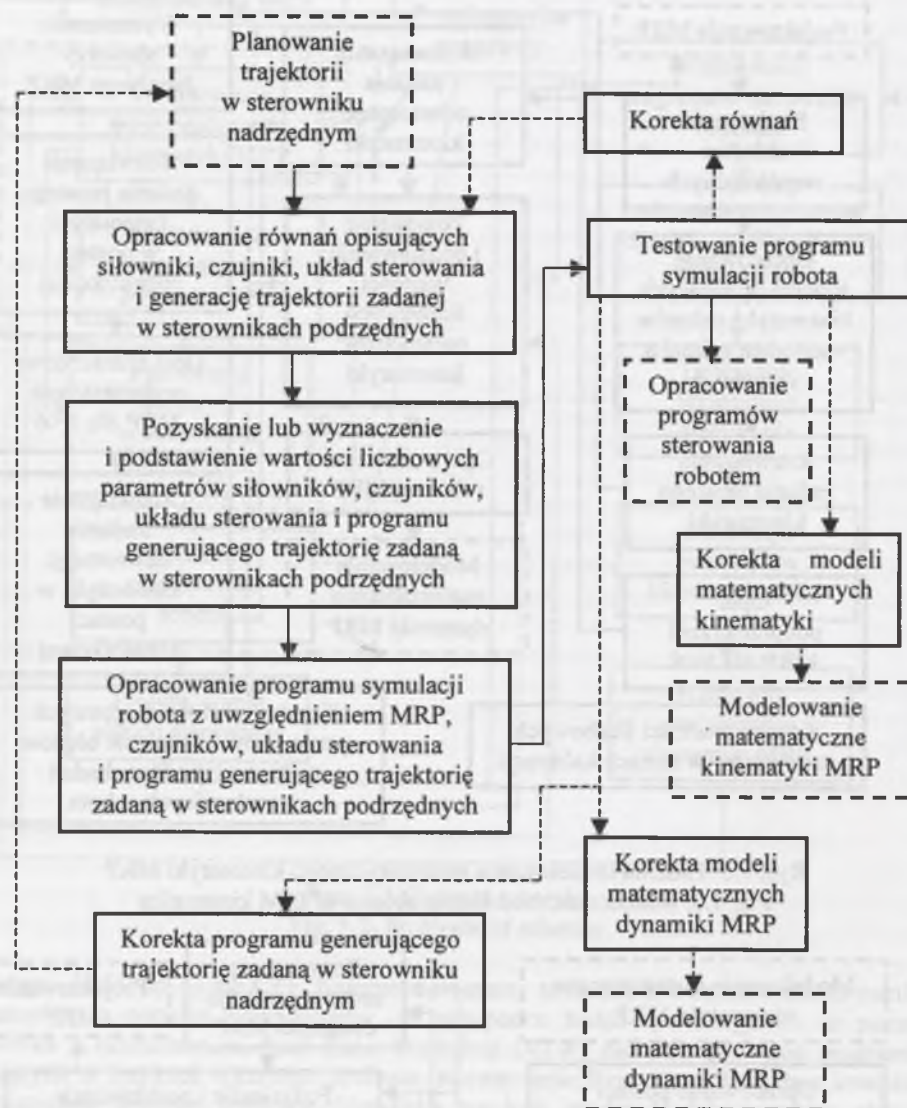 Planowanie
trajektorii
w sterowniku
nadrzędnym
Korekta równań
Opracowanie równań opisujących
siłowniki, czujniki, układ sterowania
i generację trajektorii zadanej
w sterownikach podrzędnych
Testowanie programu
symulacji robota
Opracowanie
programów
sterowania
robotem
Pozyskanie lub wyznaczenie
i podstawienie wartości liczbowych
parametrów siłowników, czujników,
układu sterowania i programu
generującego trajektorię zadaną
w sterownikach podrzędnych
Korekta modeli
matematycznych
kinematyki
Opracowanie programu symulacji
robota z uwzględnieniem MRP,
czujników, układu sterowania
i programu generującego trajektorię
zadaną w sterownikach podrzędnych
Modelowanie
matematyczne
kinematyki MRP
Korekta modeli
matematycznych
dynamiki MRP
Korekta programu generującego
trajektorię zadaną w sterowniku
nadrzędnym
Modelowanie
matematyczne
dynamiki MRP